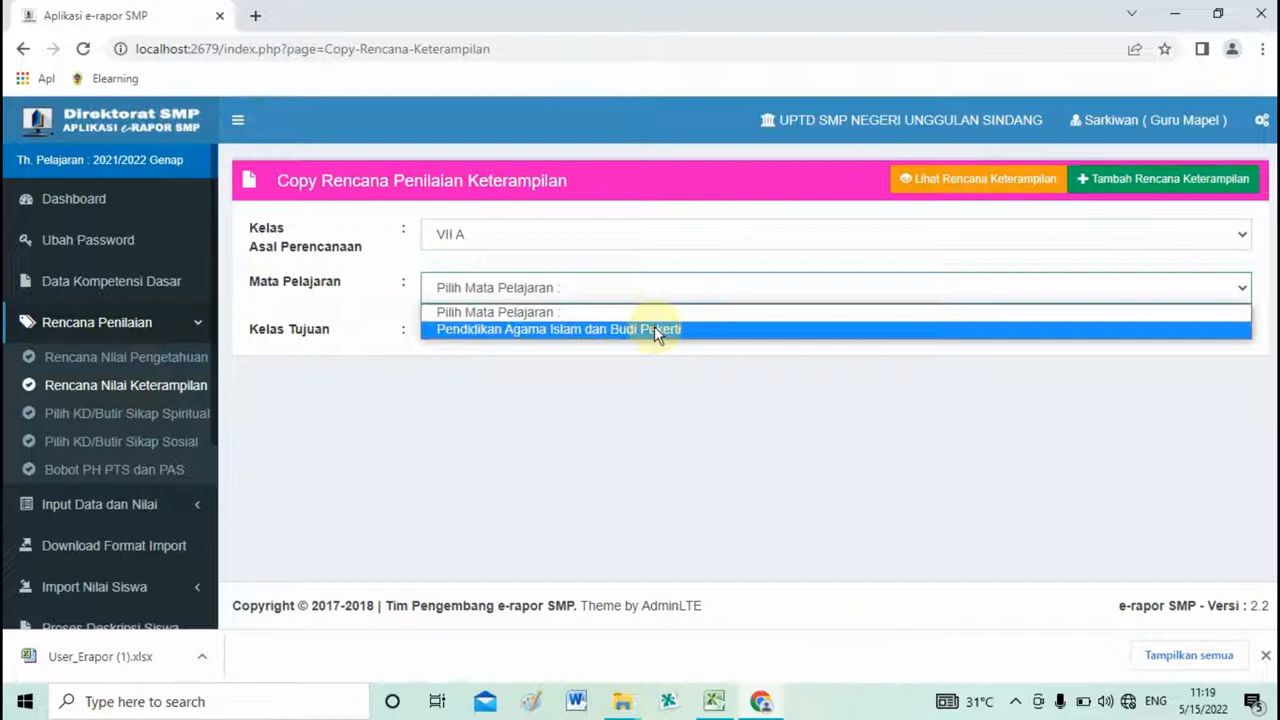 Aplikasi e-rapor SMP
localhost:2679/index.php?page=Copy-Rencana-Keterampilan
Apl
Elearning
Direktorat SMP
APLIKASI e-RAPOR SMP
UPTD SMP NEGERI UNGGULAN SINDANG
Sarkiwan ( Guru Mapel )
Th. Pelajaran : 2021/2022 Genap
Dashboard
Ubah Password
Data Kompetensi Dasar
Rencana Penilaian
Rencana Nilai Pengetahuan
Rencana Nilai Keterampilan
Pilih KD/Butir Sikap Spiritual
Pilih KD/Butir Sikap Sosial
Bobot PH PTS dan PAS
Input Data dan Nilai
Download Format Import
Import Nilai Siswa
Proses Deskripsi Siswa
Copy Rencana Penilaian Keterampilan
Lihat Rencana Keterampilan
Tambah Rencana Keterampilan
Kelas
Asal Perencanaan
:
VII A
Mata Pelajaran :
Pilih Mata Pelajaran :
Pilih Mata Pelajaran :
Pendidikan Agama Islam dan Budi Pekerti
Kelas Tujuan :
Copyright © 2017-2018 | Tim Pengembang e-rapor SMP. Theme by AdminLTE
e-rapor SMP - Versi : 2.2
User_Erapor (1).xlsx
Tampilkan semua
Type here to search
31°C
ENG
11:19
5/15/2022
5